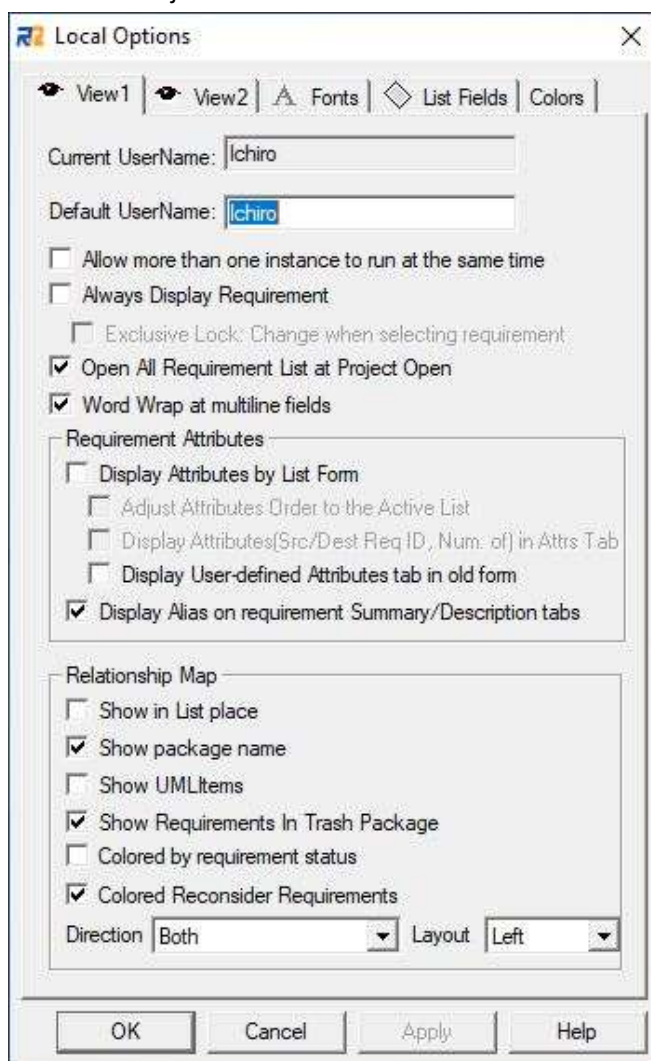 Local Options
View1 View2 A Fonts List Fields Colors
Current UserName: Ichiro
Default UserName: Ichiro
Allow more than one instance to run at the same time
Always Display Requirement
Exclusive Lock: Change when selecting requirement
Open All Requirement List at Project Open
Word Wrap at multiline fields
Requirement Attributes
Display Attributes by List Form
Adjust Attributes Order to the Active List
Display Attributes(Src/Dest Req ID, Num. of) in Attrs Tab
Display User-defined Attributes tab in old form
Display Alias on requirement Summary/Description tabs
Relationship Map
Show in List place
Show package name
Show UMLItems
Show Requirements In Trash Package
Colored by requirement status
Colored Reconsider Requirements
Direction Both Layout Left
OK Cancel Apply Help